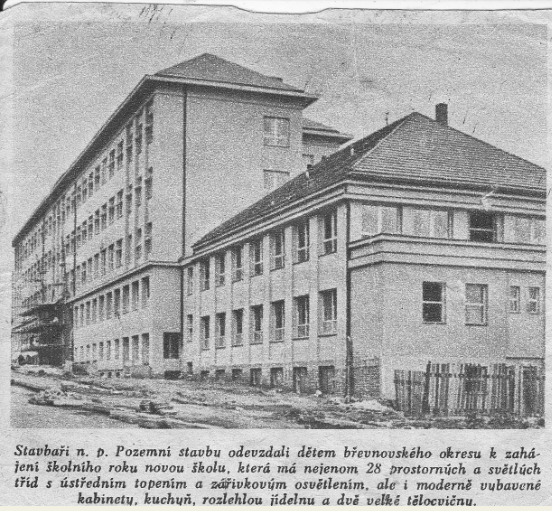 Stavbaři n. p. Pozemní stavbu odevzdali dětem břevnovského okresu k zahá-
jení školního roku novou školu, která má nejenom 28 prostorných a světlých
tříd s ústředním topením a zářivkovým osvětlením, ale i moderně vybavené
kabinety, kuchyň, rozlehlou jídelnu a dvě velké tělocvičny.